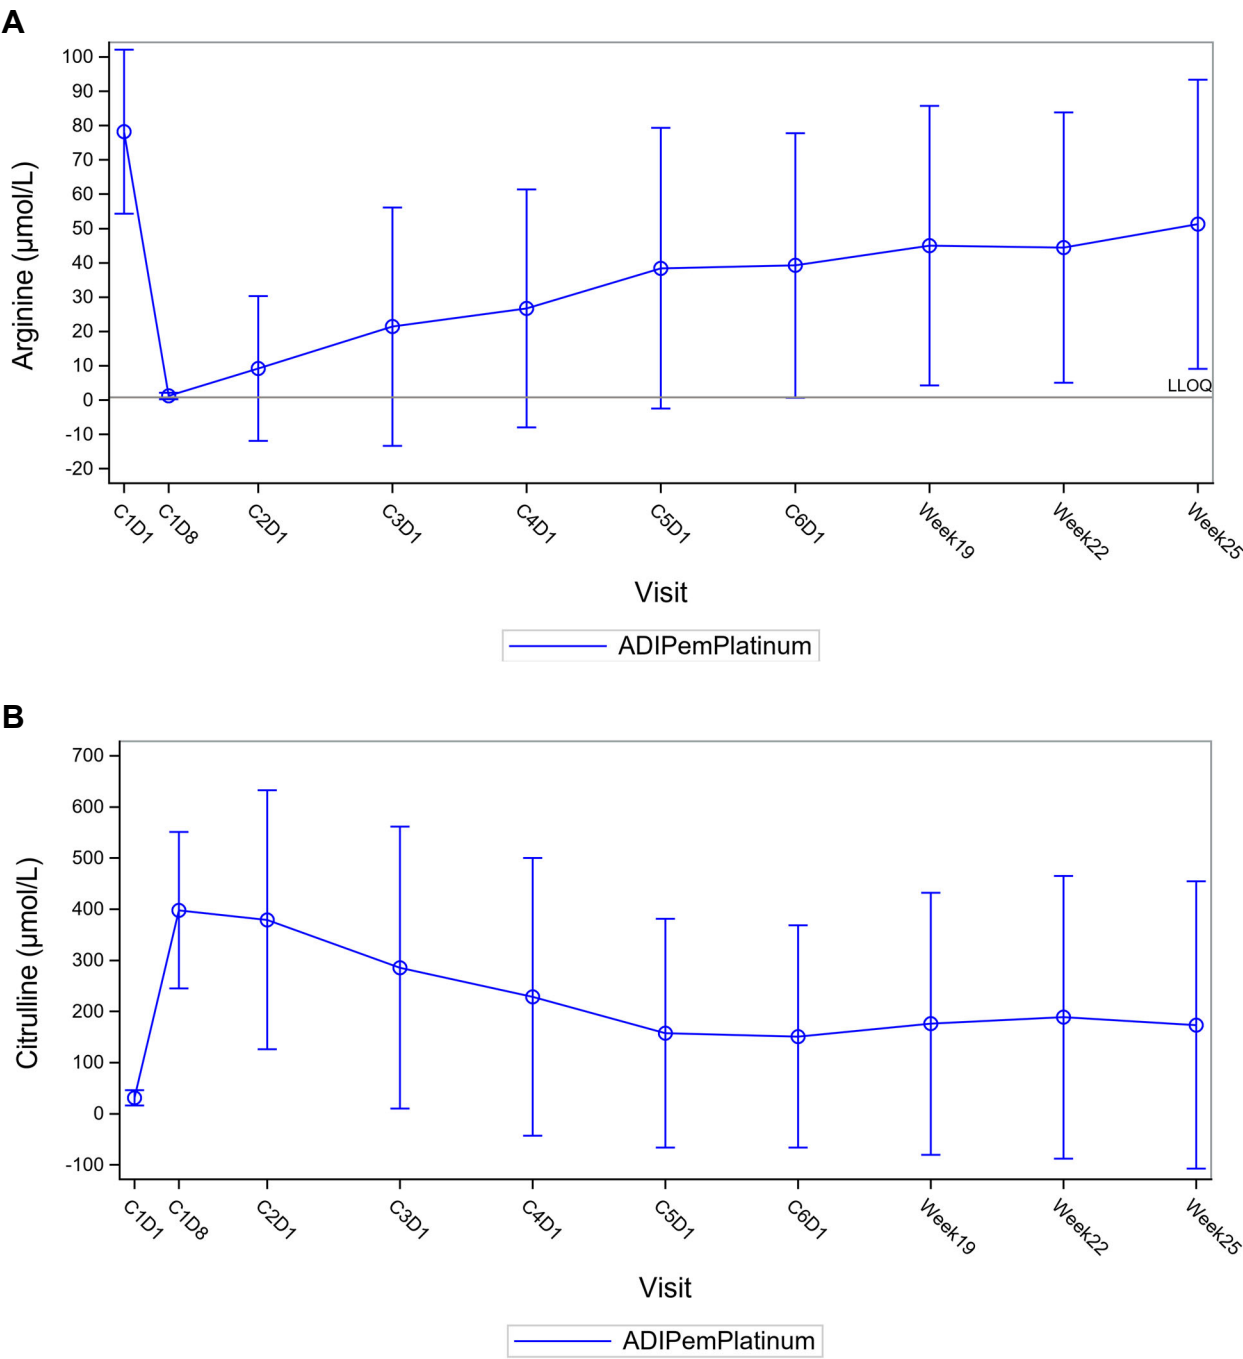 A
Arginine (µmol/L)
100
90
80
70
60
50
40
30
20
10
0
-10
-20
LLOQ
C1D1
C1D8
C2D1
C3D1
C4D1
C5D1
C6D1
Week19
Week22
Week25
Visit
ADIPemPlatinum
B
Citrulline (µmol/L)
700
600
500
400
300
200
100
0
-100
C1D1
C1D8
C2D1
C3D1
C4D1
C5D1
C6D1
Week19
Week22
Week25
Visit
ADIPemPlatinum